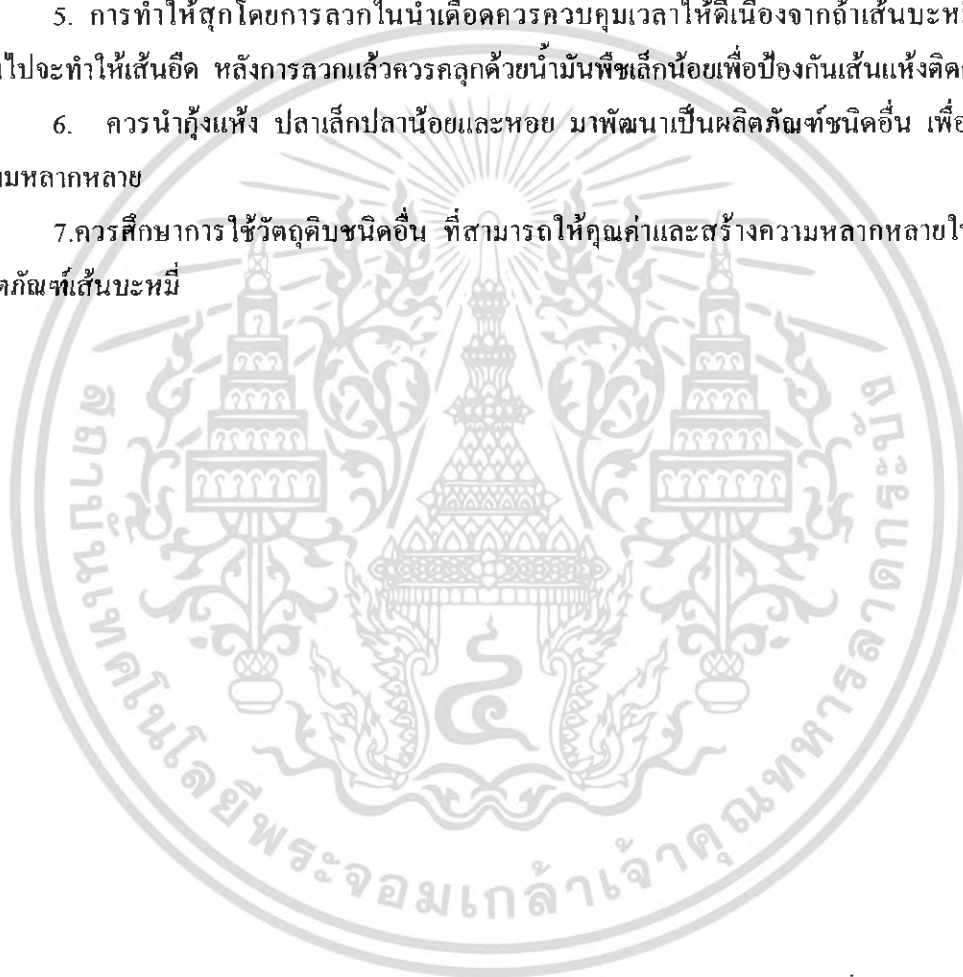 5. การทำให้สุกโดยการลวกในน้ำเดือดควรควบคุมเวลาให้ดีเนื่องจากถ้าเส้นบะหมี่
นไปจะทำให้เส้นอืด หลังการลวกแล้วควรคลุกด้วยน้ำมันพืชเล็กน้อยเพื่อป้องกันเส้นแห้งติดก
6. ควรนำกุ้งแห้ง ปลาเล็กปลาน้อยและหอย มาพัฒนาเป็นผลิตภัณฑ์ชนิดอื่น เพื่อ
ามหลากหลาย
7.ควรศึกษาการใช้วัตถุดิบชนิดอื่น ที่สามารถให้คุณค่าและสร้างความหลากหลายใ
ตภัณฑ์เส้นบะหมี่
๔
สถาบันเทคโนโลยีพระจอมเกล้าเจ้าคุณทหารลาดกระบัง